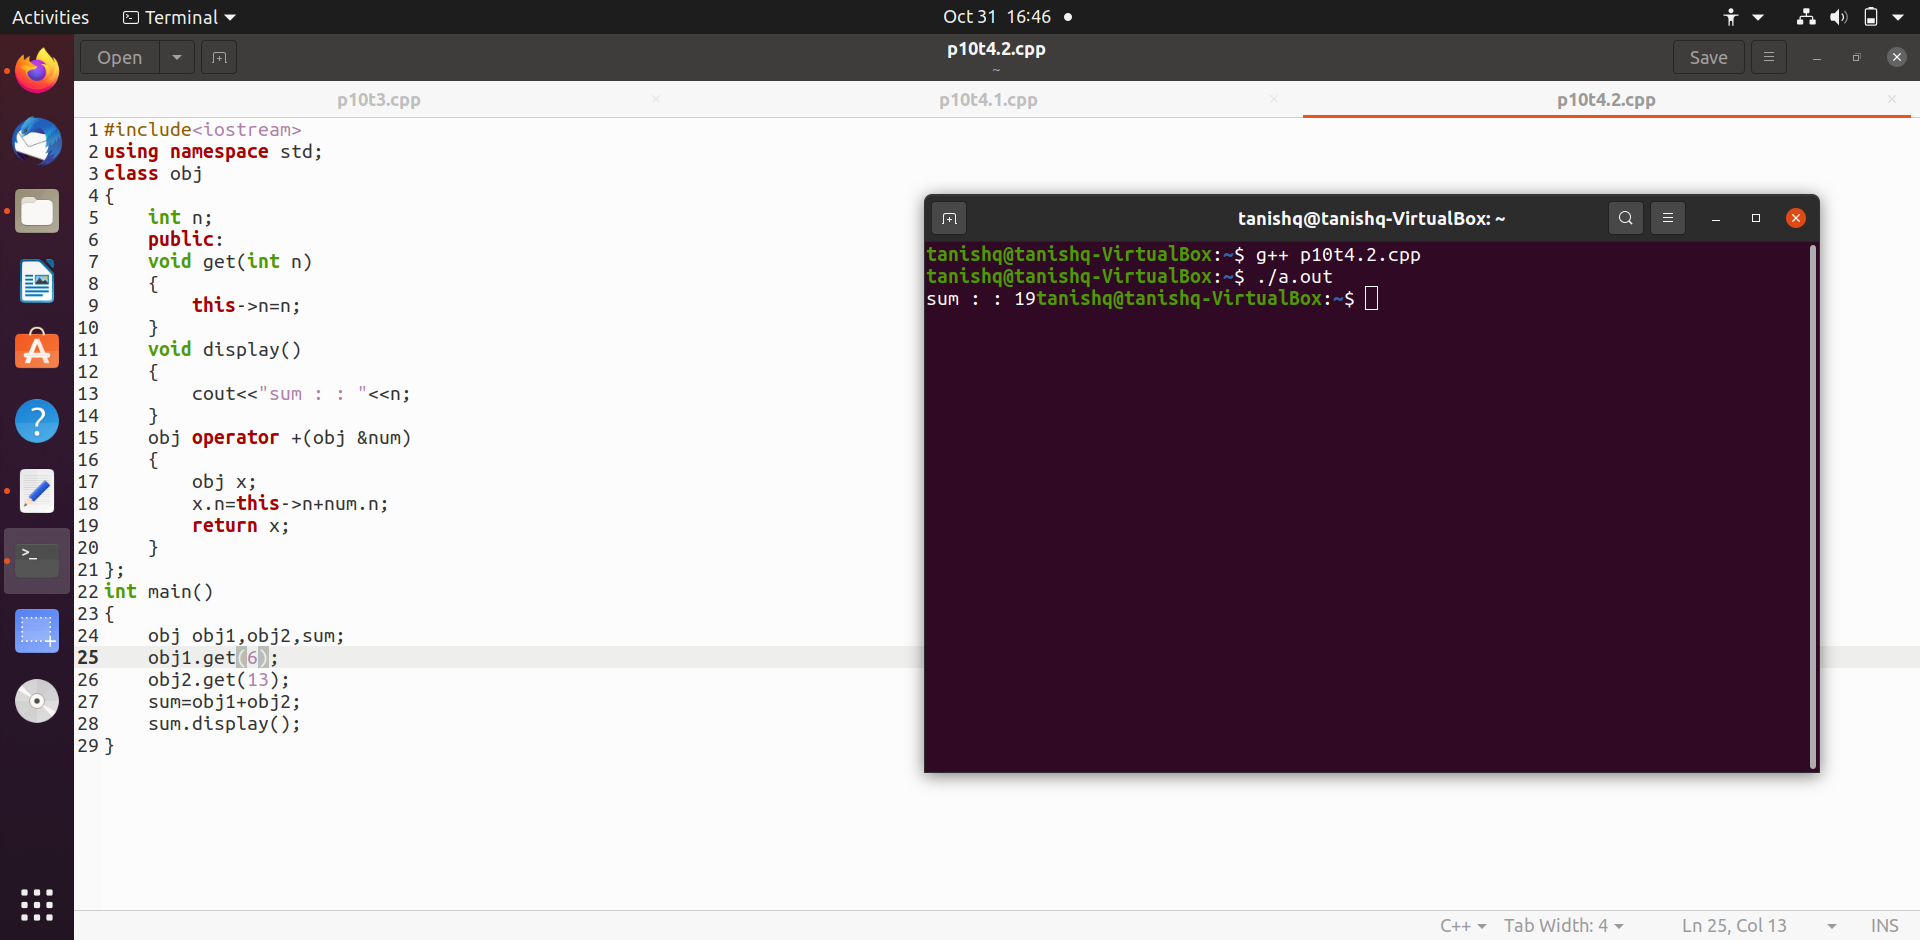 Activities Terminal Oct 31 16:46
Open p10t4.2.cpp Save
~
p10t3.cpp p10t4.1.cpp p10t4.2.cpp
1 #include<iostream>
2 using namespace std;
3 class obj
4 {
5     int n;
6     public:
7     void get(int n)
8     {
9         this->n=n;
10     }
11     void display()
12     {
13         cout<<"sum : : "<<n;
14     }
15     obj operator +(obj &num)
16     {
17         obj x;
18         x.n=this->n+num.n;
19         return x;
20     }
21 };
22 int main()
23 {
24     obj obj1,obj2,sum;
25     obj1.get(6);
26     obj2.get(13);
27     sum=obj1+obj2;
28     sum.display();
29 }
tanishq@tanishq-VirtualBox: ~
tanishq@tanishq-VirtualBox:~$ g++ p10t4.2.cpp
tanishq@tanishq-VirtualBox:~$ ./a.out
sum : : 19tanishq@tanishq-VirtualBox:~$
C++ Tab Width: 4 Ln 25, Col 13 INS